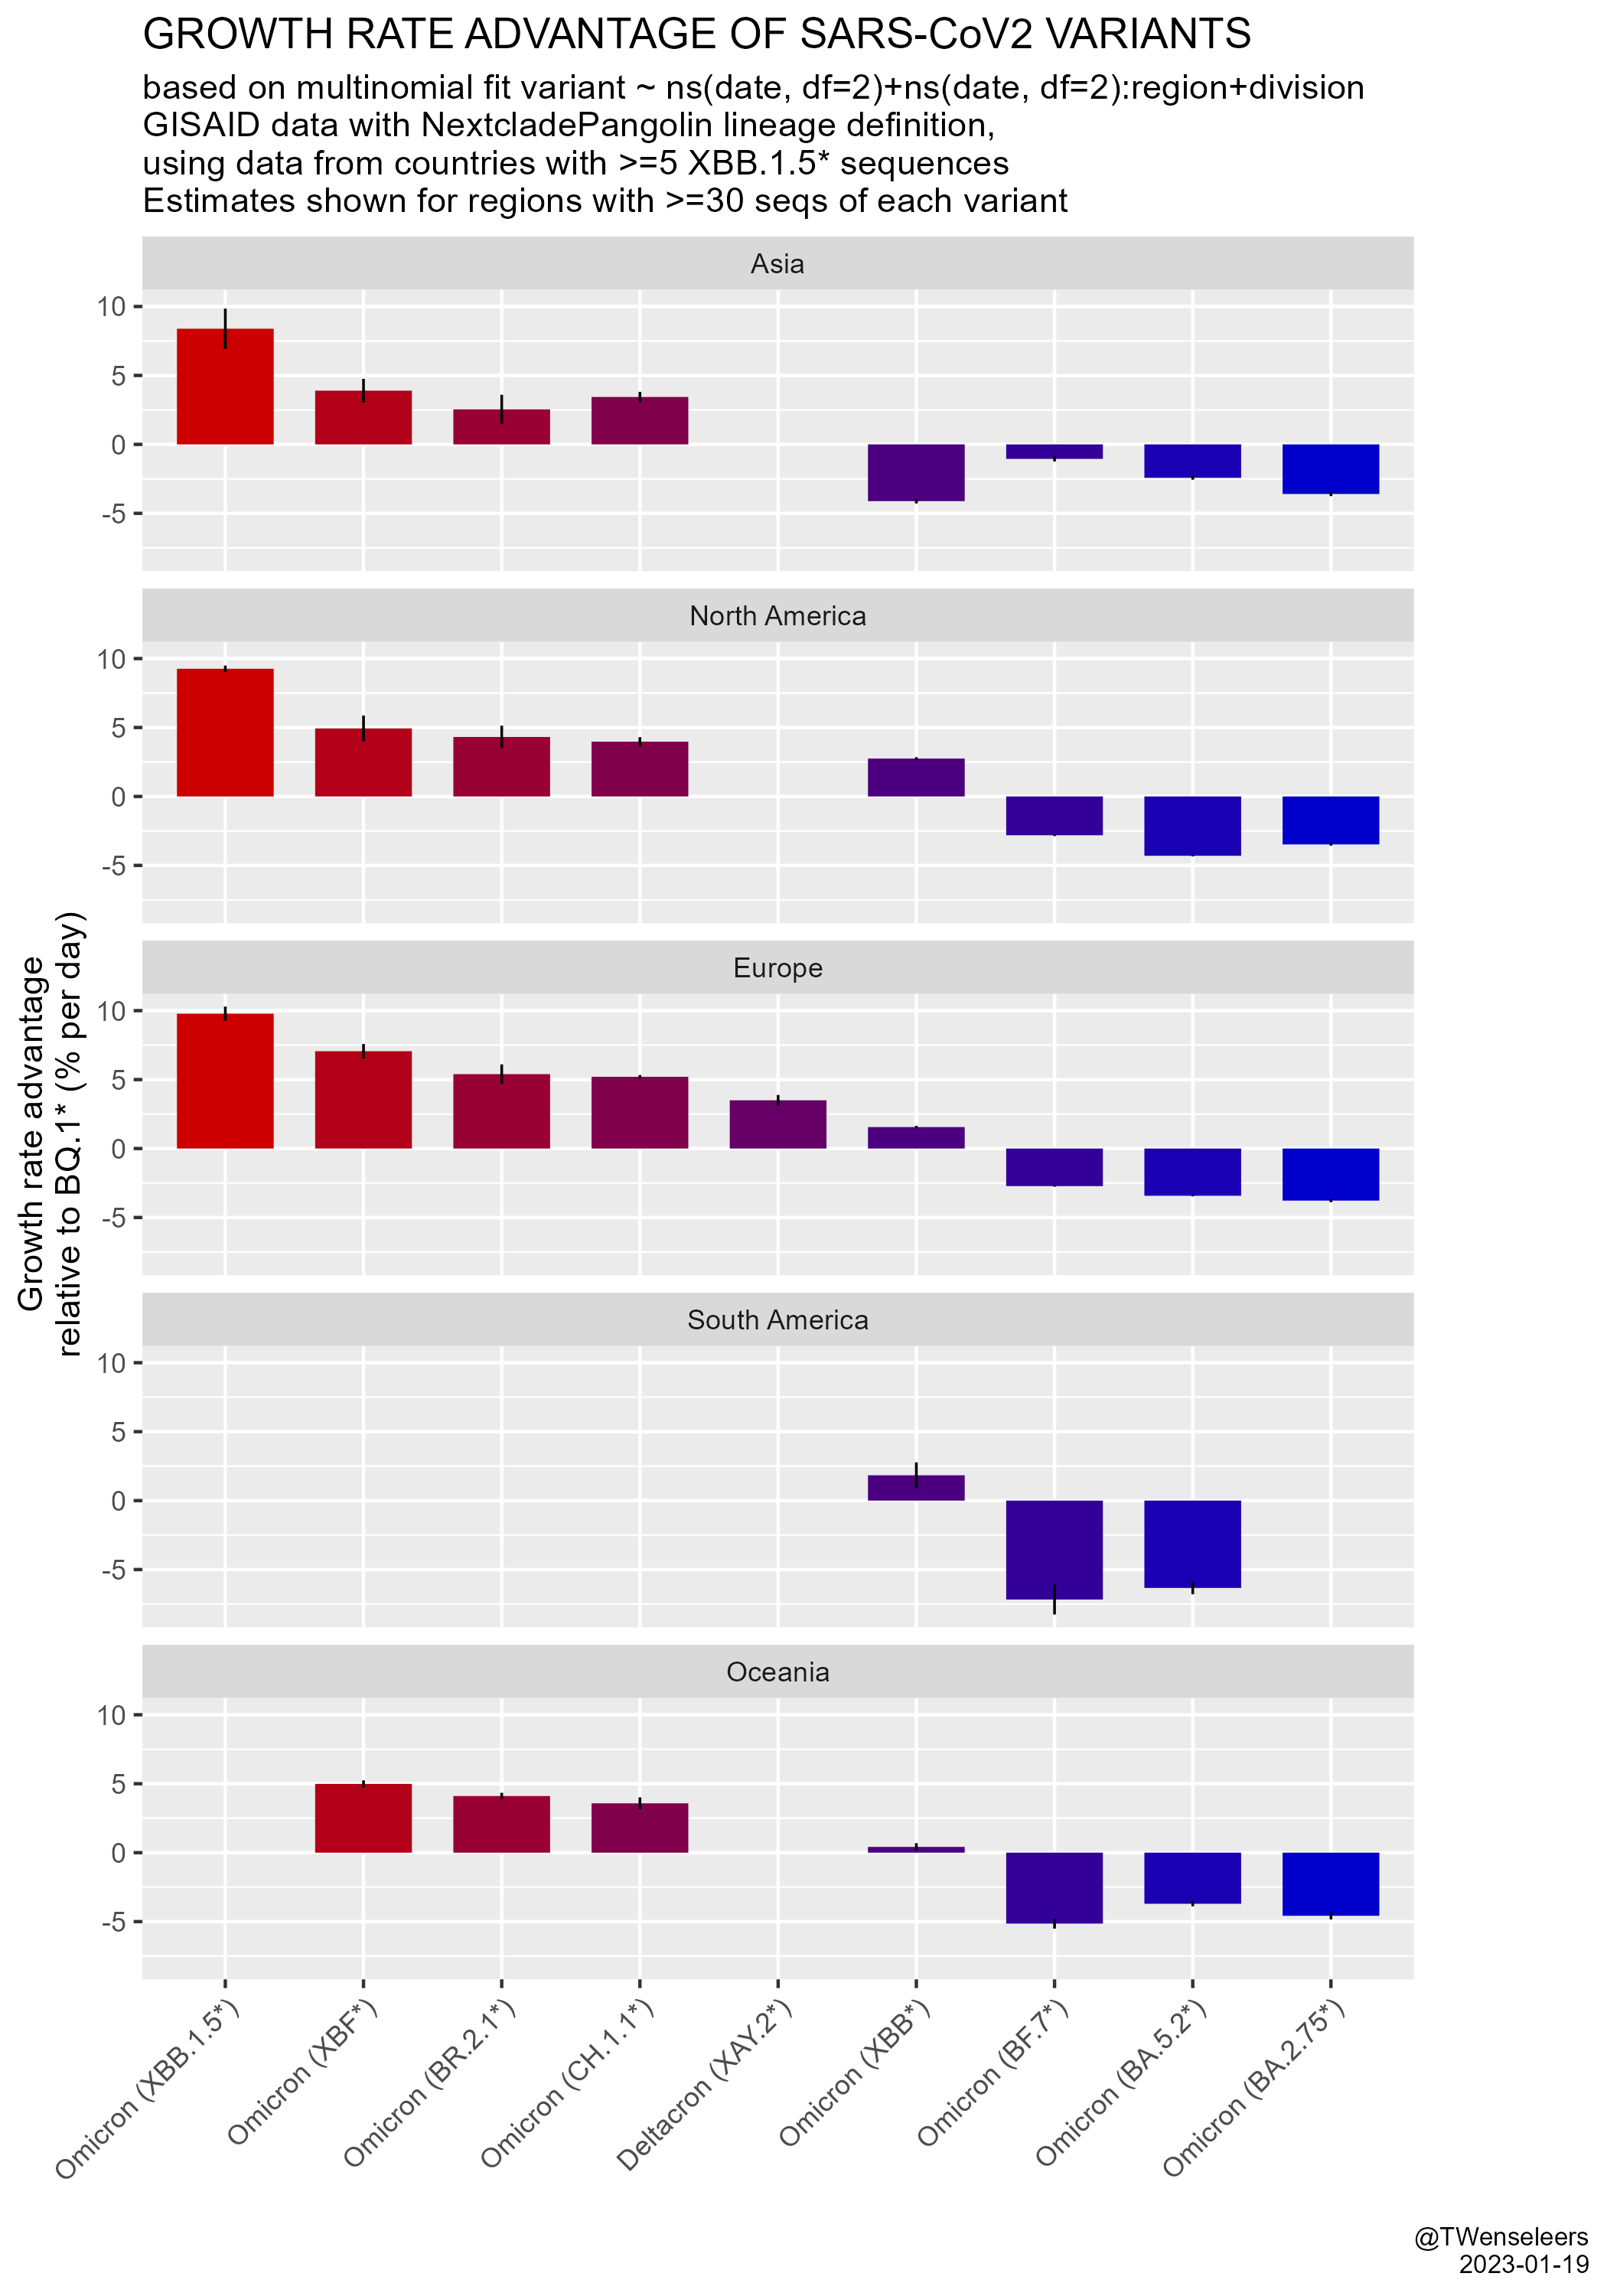 GROWTH RATE ADVANTAGE OF SARS-CoV2 VARIANTS
based on multinomial fit variant ~ ns(date, df=2)+ns(date, df=2):region+division
GISAID data with NextcladePangolin lineage definition,
using data from countries with >=5 XBB.1.5* sequences
Estimates shown for regions with >=30 seqs of each variant
Growth rate advantage
relative to BQ.1* (% per day)
Asia
10
5
0
-5
North America
10
5
0
-5
Europe
10
5
0
-5
South America
10
5
0
-5
Oceania
10
5
0
-5
Omicron (XBB.1.5*)
Omicron (XBF*)
Omicron (BR.2.1*)
Omicron (CH.1.1*)
Deltacron (XAY.2*)
Omicron (XBB*)
Omicron (BF.7*)
Omicron (BA.5.2*)
Omicron (BA.2.75*)
@TWenseleers
2023-01-19